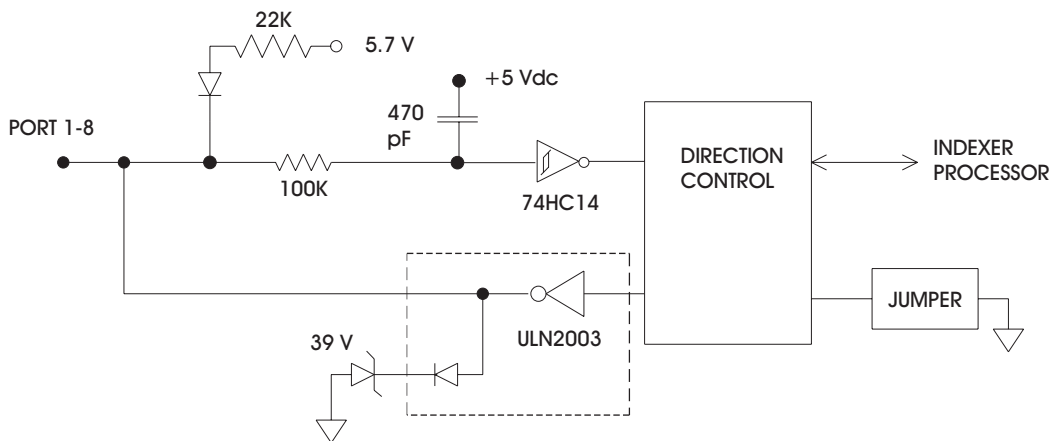 22K
5.7 V
+5 Vdc
470
pF
PORT 1-8
100K
74HC14
DIRECTION
CONTROL
INDEXER
PROCESSOR
ULN2003
JUMPER
39 V